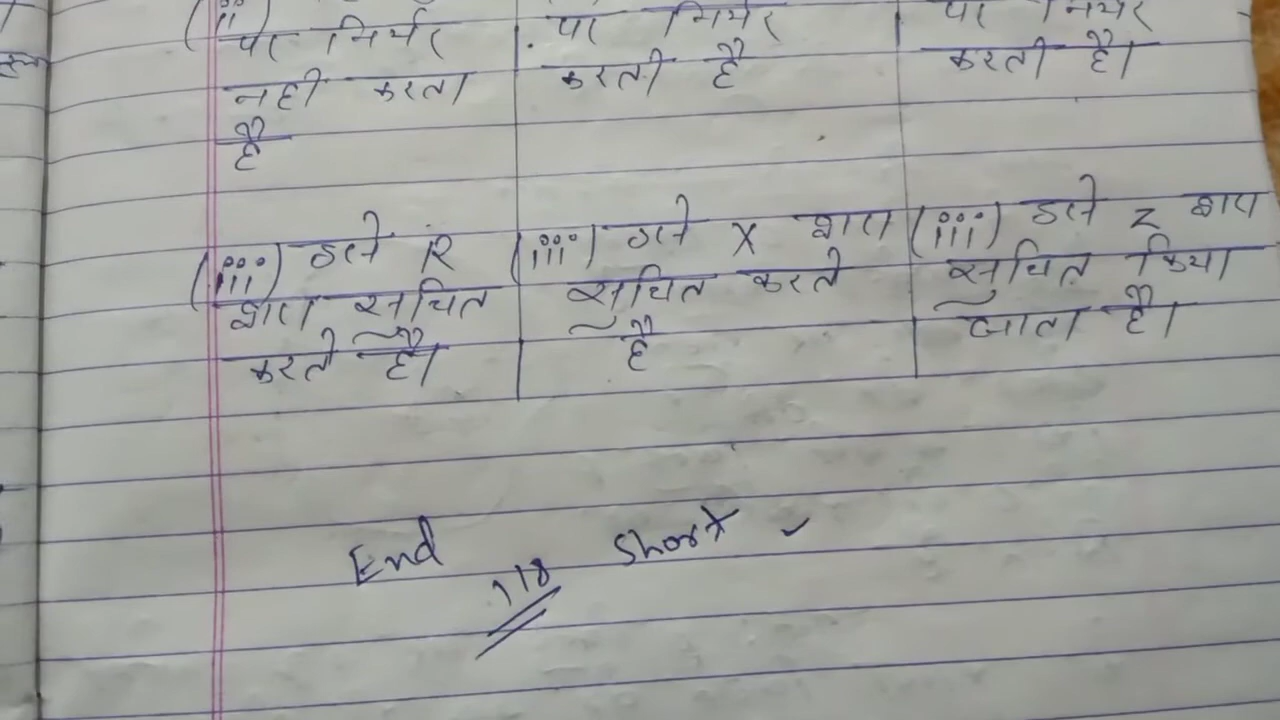 (ii)
पर निर्भर
नहीं करता
है
(iii) इसे R
द्वारा सूचित
करते हैं।
पर निर्भर
करती है
(iii) इसे X द्वारा
सूचित करते
है
पर निर्भर
करती है।
(iii) इसे Z द्वारा
सूचित किया
जाता है।
End Short ✓
118